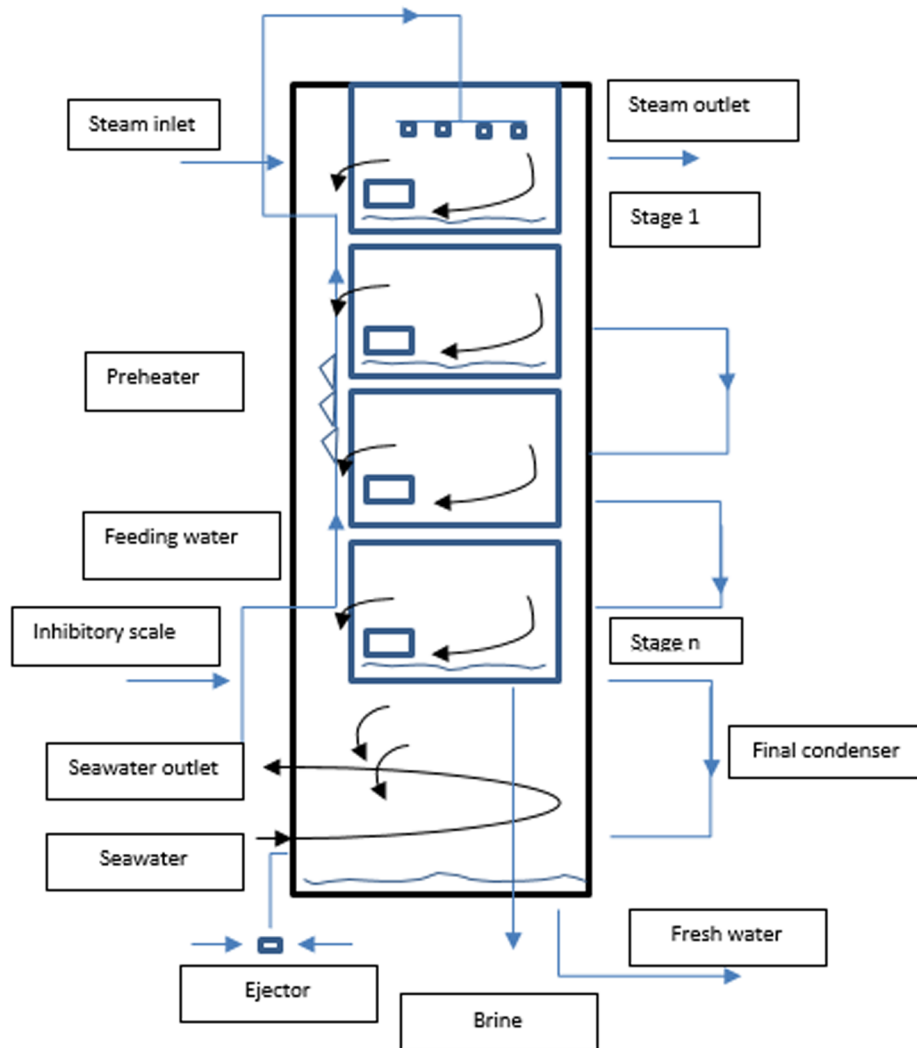 Steam outlet
Steam inlet
Stage 1
Preheater
Feeding water
Inhibitory scale
Stage n
Final condenser
Seawater outlet
Seawater
Fresh water
Ejector
Brine